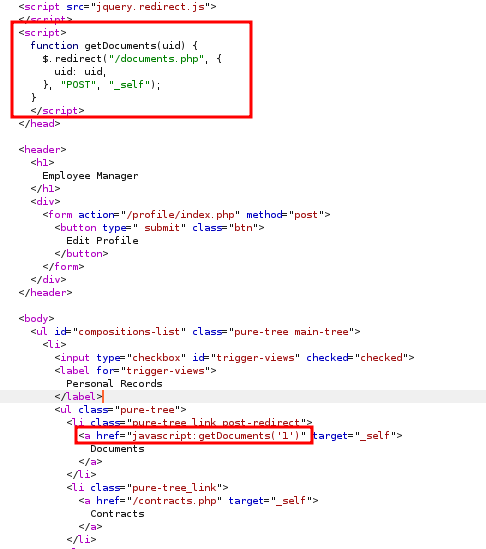 <script src="jquery.redirect.js">
</script>
<script>
function getDocuments(uid) {
$.redirect("/documents.php", {
uid: uid,
}, "POST", "_self");
}
</script>
</head>
<header>
<h1>
Employee Manager
</h1>
<div>
<form action="/profile/index.php" method="post">
<button type=" submit" class="btn">
Edit Profile
</button>
</form>
</div>
</header>
<body>
<ul id="compositions-list" class="pure-tree main-tree">
<li>
<input type="checkbox" id="trigger-views" checked="checked">
<label for="trigger-views">
Personal Records
</label>
<ul class="pure-tree">
<li class="pure-tree_link post-redirect">
<a href="javascript:getDocuments('1')" target="_self">
Documents
</a>
</li>
<li class="pure-tree_link">
<a href="/contracts.php" target="_self">
Contracts
</a>
</li>